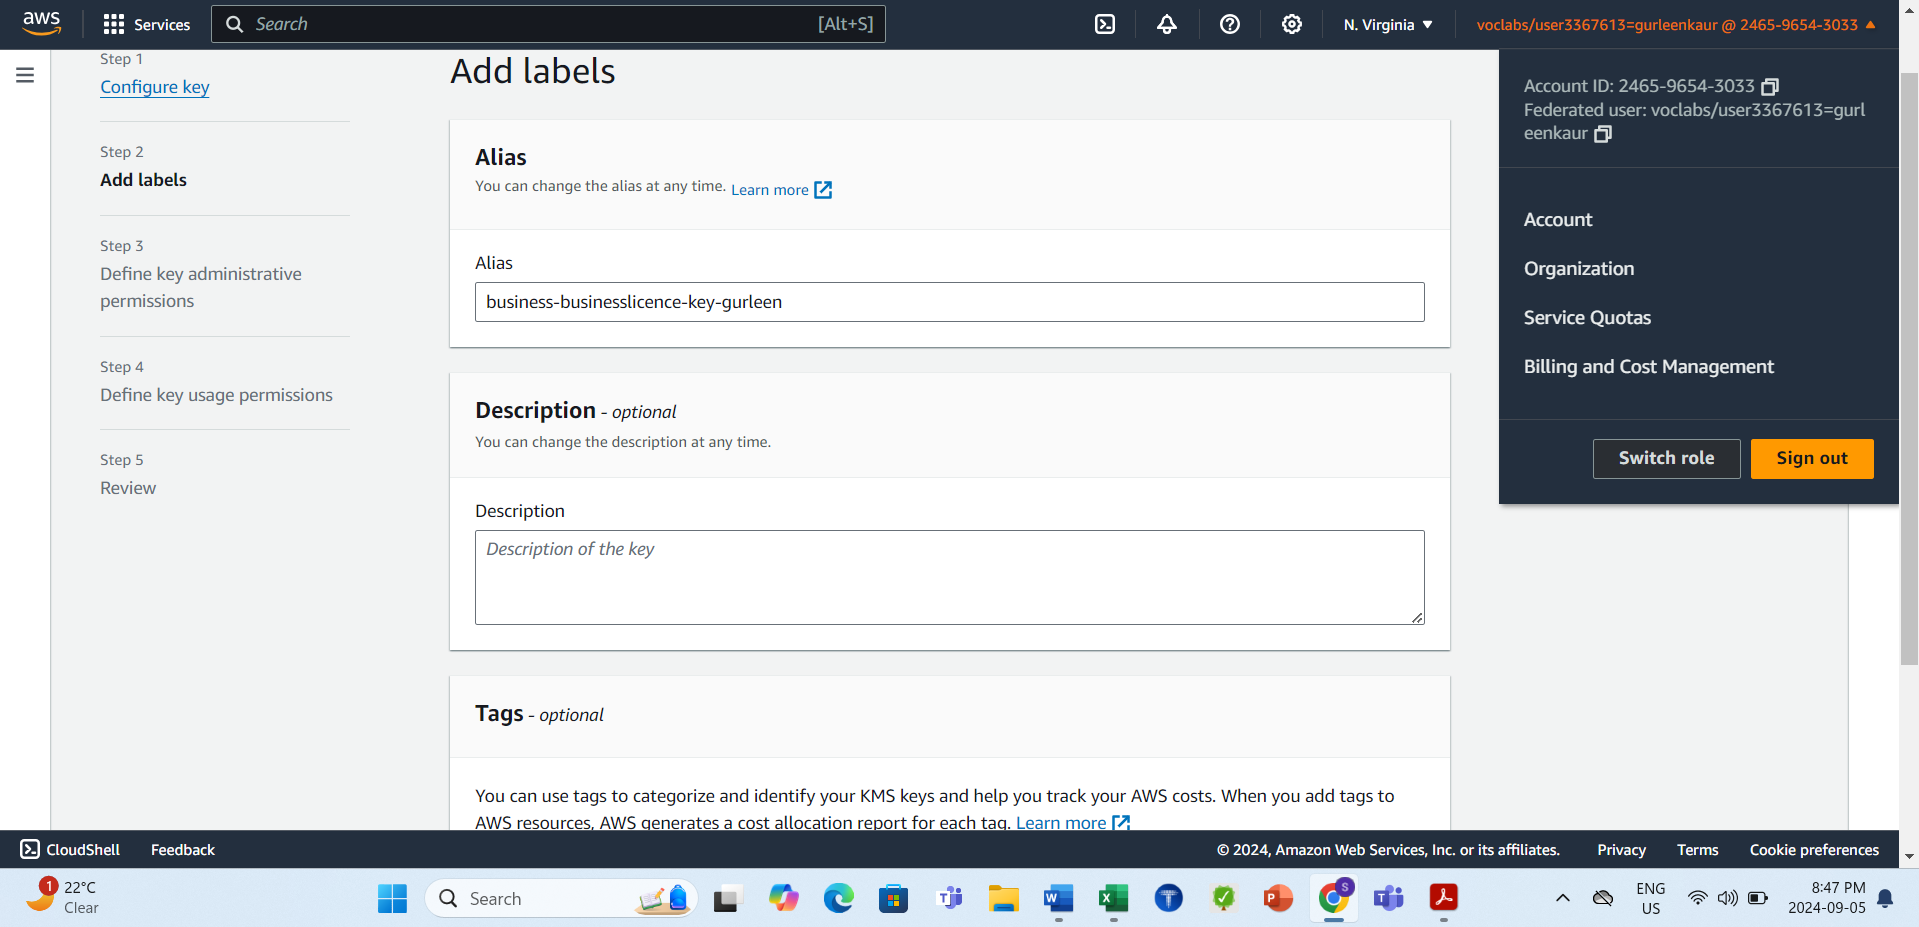 aws
Services
Search
[Alt+S]
N. Virginia
voclabs/user3367613=gurleenkaur @ 2465-9654-3033
Account ID: 2465-9654-3033
Federated user: voclabs/user3367613=gurl
eenkaur
Account
Organization
Service Quotas
Billing and Cost Management
Switch role
Sign out
Step 1
Configure key
Step 2
Add labels
Step 3
Define key administrative
permissions
Step 4
Define key usage permissions
Step 5
Review
Add labels
Alias
You can change the alias at any time. Learn more
Alias
business-businesslicence-key-gurleen
Description - optional
You can change the description at any time.
Description
Description of the key
Tags - optional
You can use tags to categorize and identify your KMS keys and help you track your AWS costs. When you add tags to
AWS resources, AWS generates a cost allocation report for each tag. Learn more
CloudShell
Feedback
© 2024, Amazon Web Services, Inc. or its affiliates.
Privacy
Terms
Cookie preferences
1
22°C
Clear
Search
S
ENG
US
8:47 PM
2024-09-05